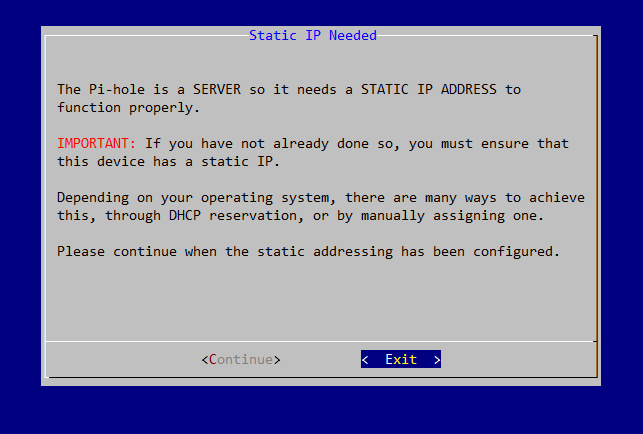 Static IP Needed
The Pi-hole is a SERVER so it needs a STATIC IP ADDRESS to
function properly.
IMPORTANT: If you have not already done so, you must ensure that
this device has a static IP.
Depending on your operating system, there are many ways to achieve
this, through DHCP reservation, or by manually assigning one.
Please continue when the static addressing has been configured.
<Continue> < Exit >